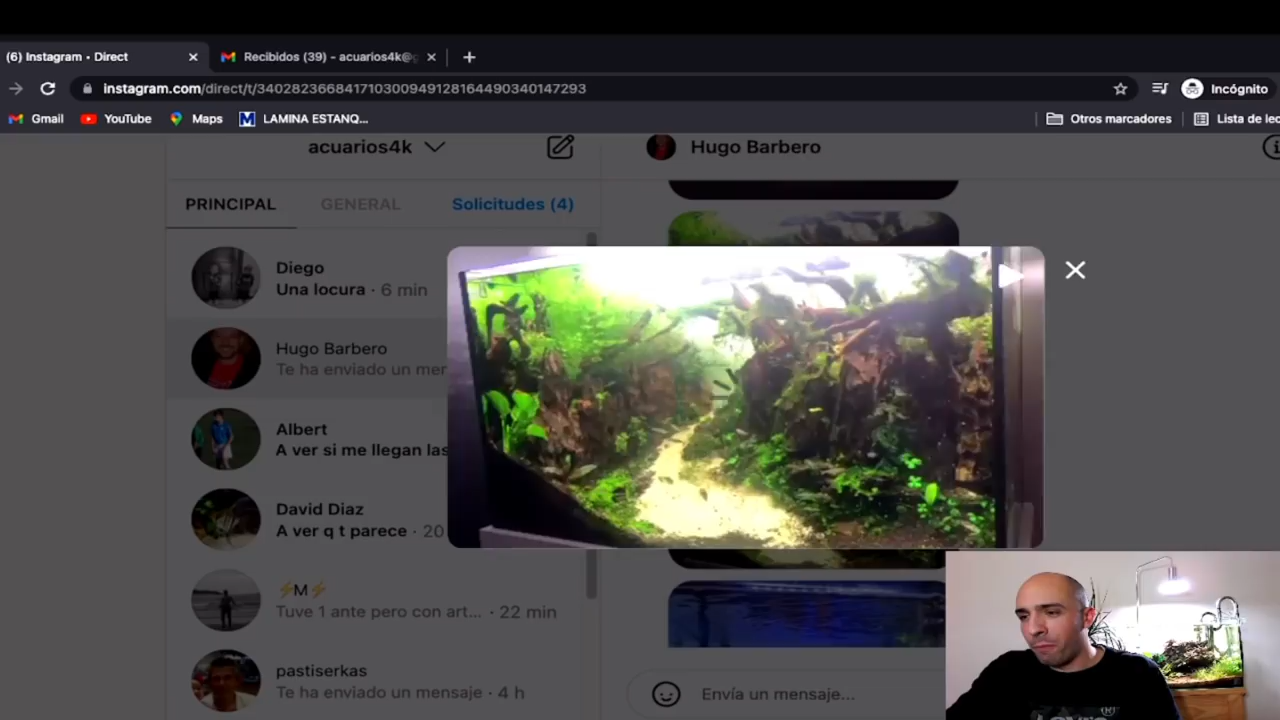 (6) Instagram • Direct
Recibidos (39) - acuarios4k@g
instagram.com/direct/t/340282366841710300949128164490340147293
Incógnito
Gmail
YouTube
Maps
LAMINA ESTANQ...
Otros marcadores
Lista de lec
acuarios4k
Hugo Barbero
PRINCIPAL
GENERAL
Solicitudes (4)
Diego
Una locura · 6 min
Hugo Barbero
Te ha enviado un mer
Albert
A ver si me llegan las
David Diaz
A ver q t parece · 20
⚡M⚡
Tuve 1 ante pero con art... · 22 min
pastiserkas
Te ha enviado un mensaje · 4 h
Envía un mensaje...